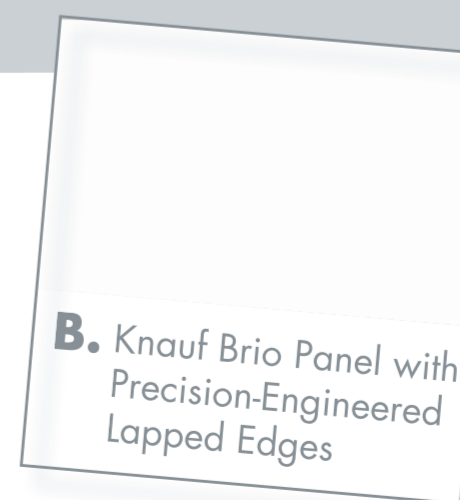 B. Knauf Brio Panel with
Precision-Engineered
Lapped Edges